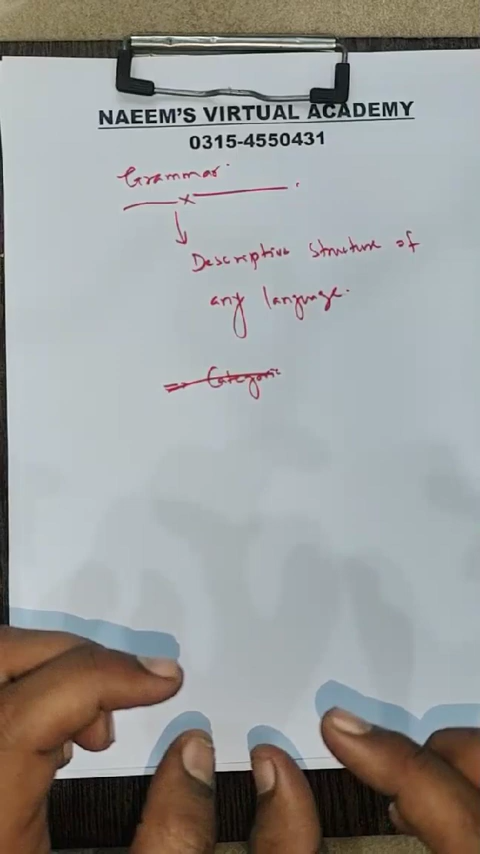 NAEEM'S VIRTUAL ACADEMY
0315-4550431
Grammar
Descriptive structure of
any language.